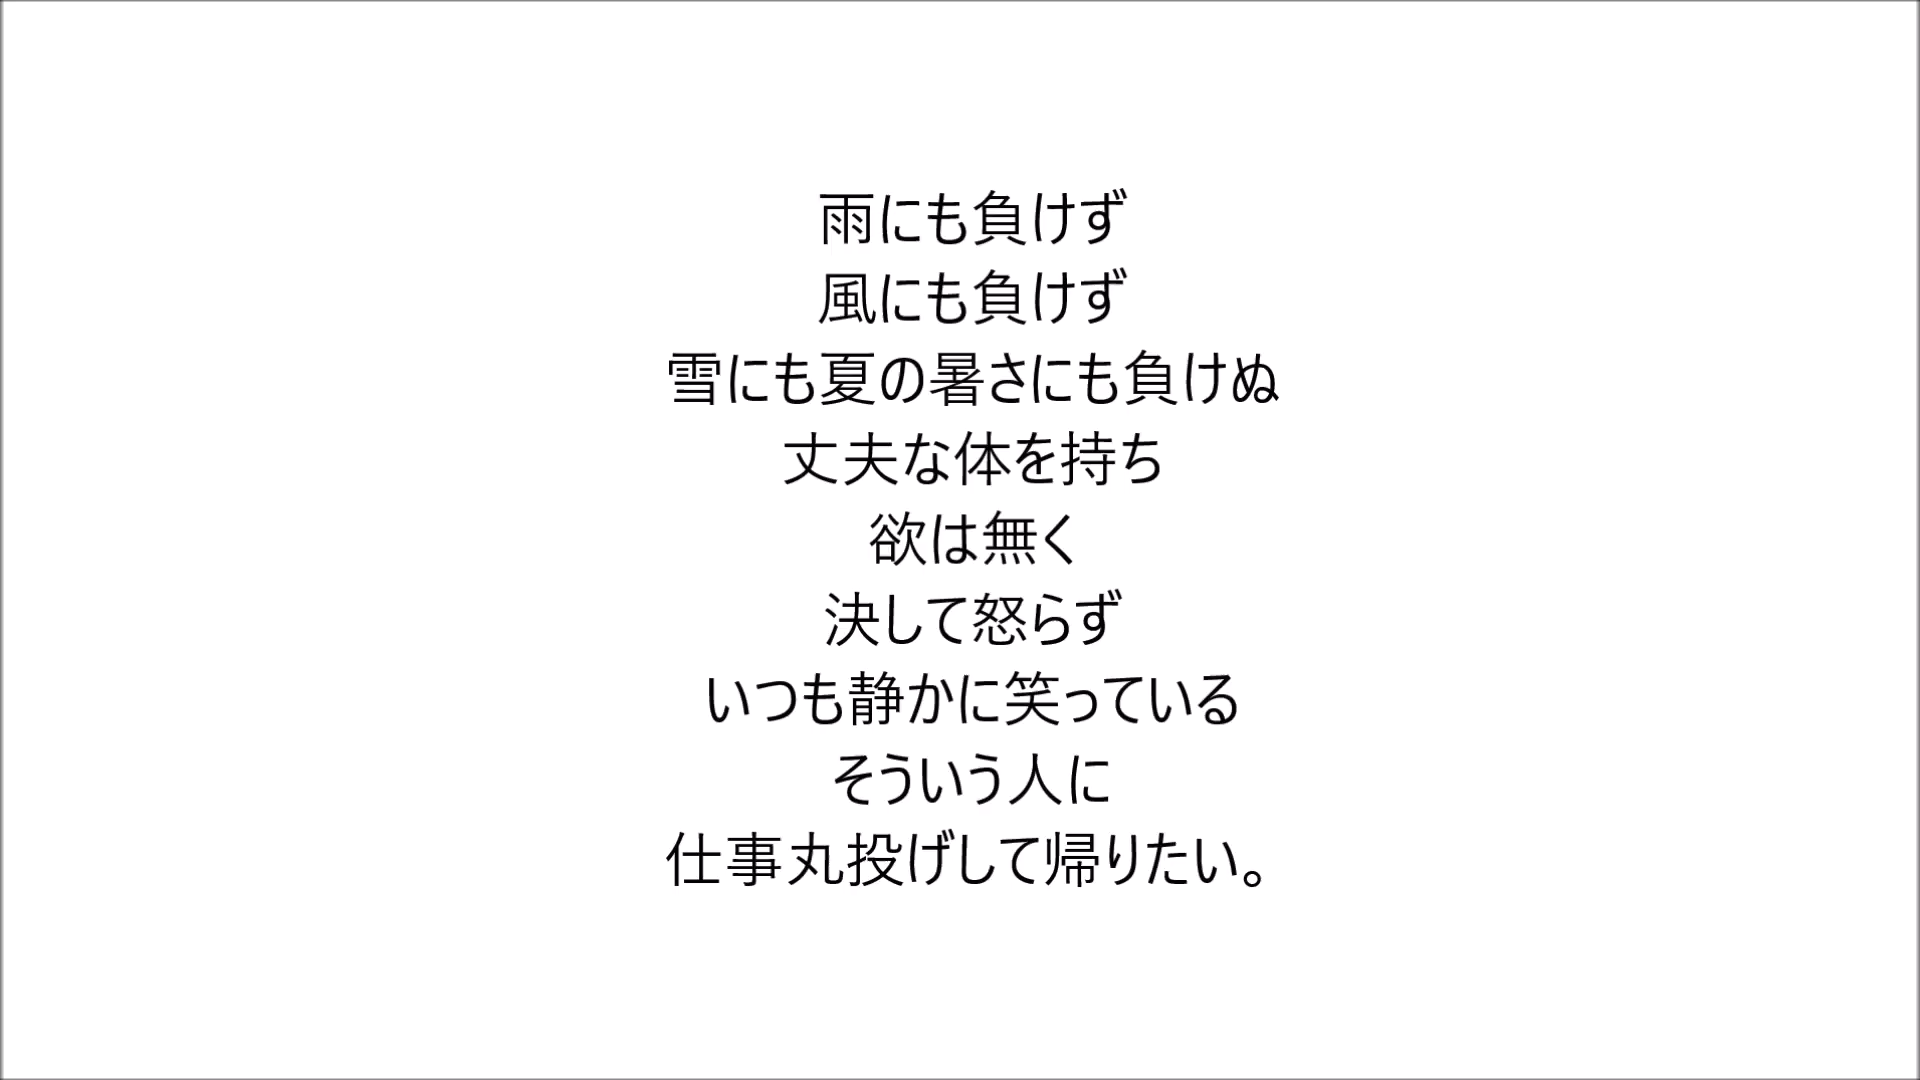 雨にも負けず
風にも負けず
雪にも夏の暑さにも負けぬ
丈夫な体を持ち
欲は無く
決して怒らず
いつも静かに笑っている
そういう人に
仕事丸投げして帰りたい。